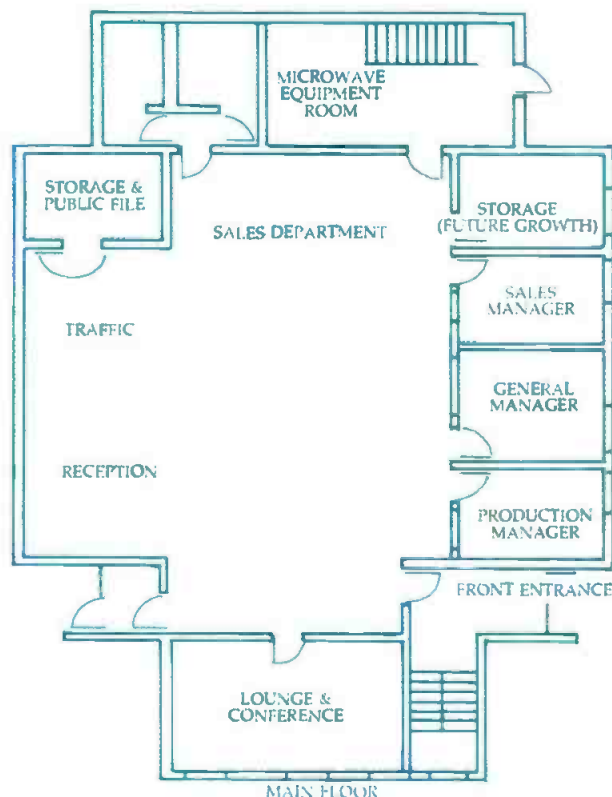 MICROWAVE
EQUIPMENT
ROOM
STORAGE &
PUBLIC FILE
SALES DEPARTMENT
STORAGE
(FUTURE GROWTH)
SALES
MANAGER
TRAFFIC
GENERAL
MANAGER
RECEPTION
PRODUCTION
MANAGER
FRONT ENTRANCE
LOUNGE &
CONFERENCE
MAIN FLOOR